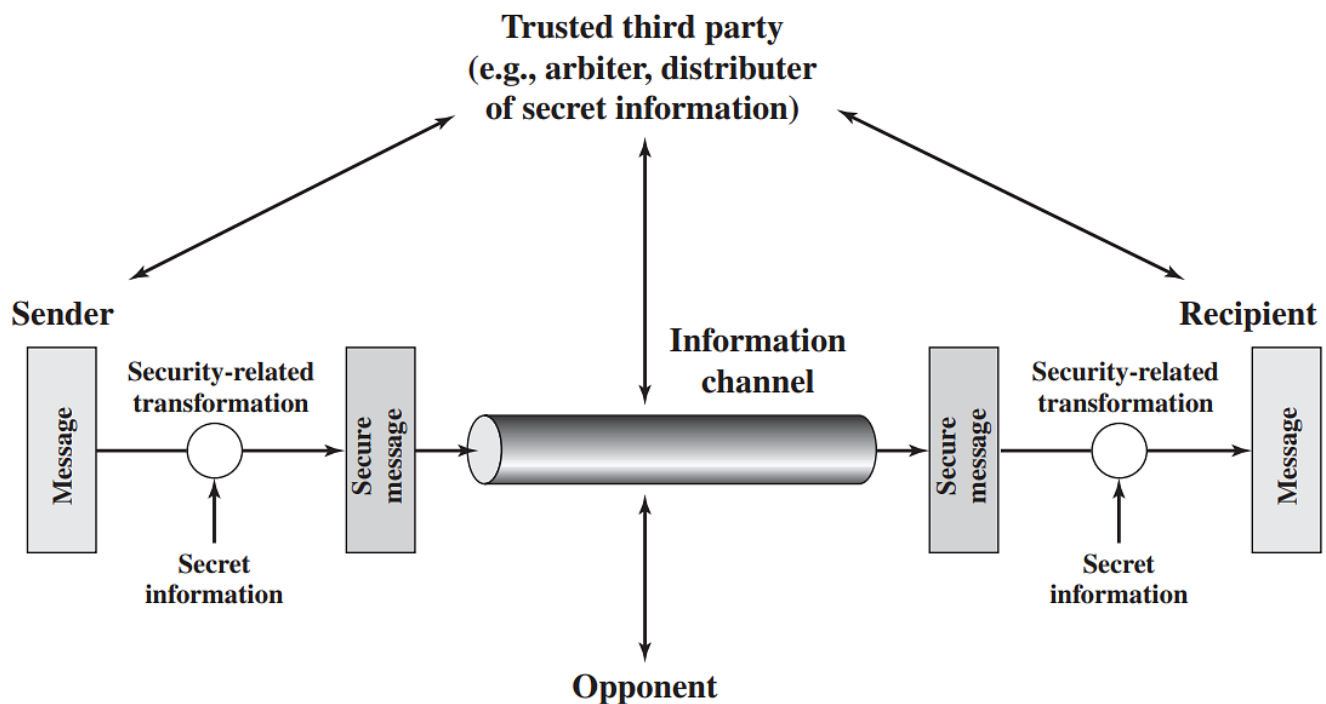 Trusted third party
(e.g., arbiter, distributer
of secret information)
Sender
Recipient
Information
channel
Security-related
transformation
Security-related
transformation
Message
Secure
message
Secure
message
Message
Secret
information
Secret
information
Opponent